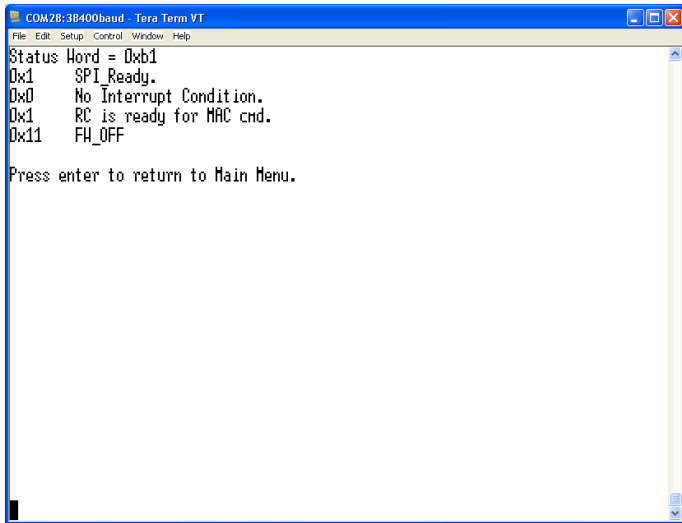 COM28:38400baud - Tera Term VT
File Edit Setup Control Window Help
Status Word = 0xb1
0x1 SPI_Ready.
0x0 No Interrupt Condition.
0x1 RC is ready for MAC cmd.
0x11 FW_OFF
Press enter to return to Main Menu.